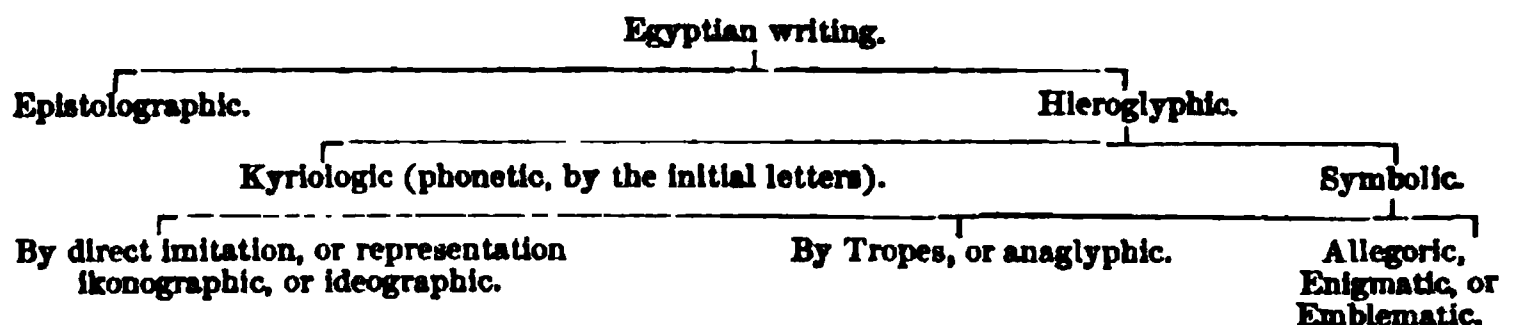 Egyptian writing.
Epistolographic. Hieroglyphic.
Kyriologic (phonetic, by the initial letters). Symbolic.
By direct imitation, or representation
ikonographic, or ideographic.
By Tropes, or anaglyphic.
Allegoric,
Enigmatic, or
Emblematic.